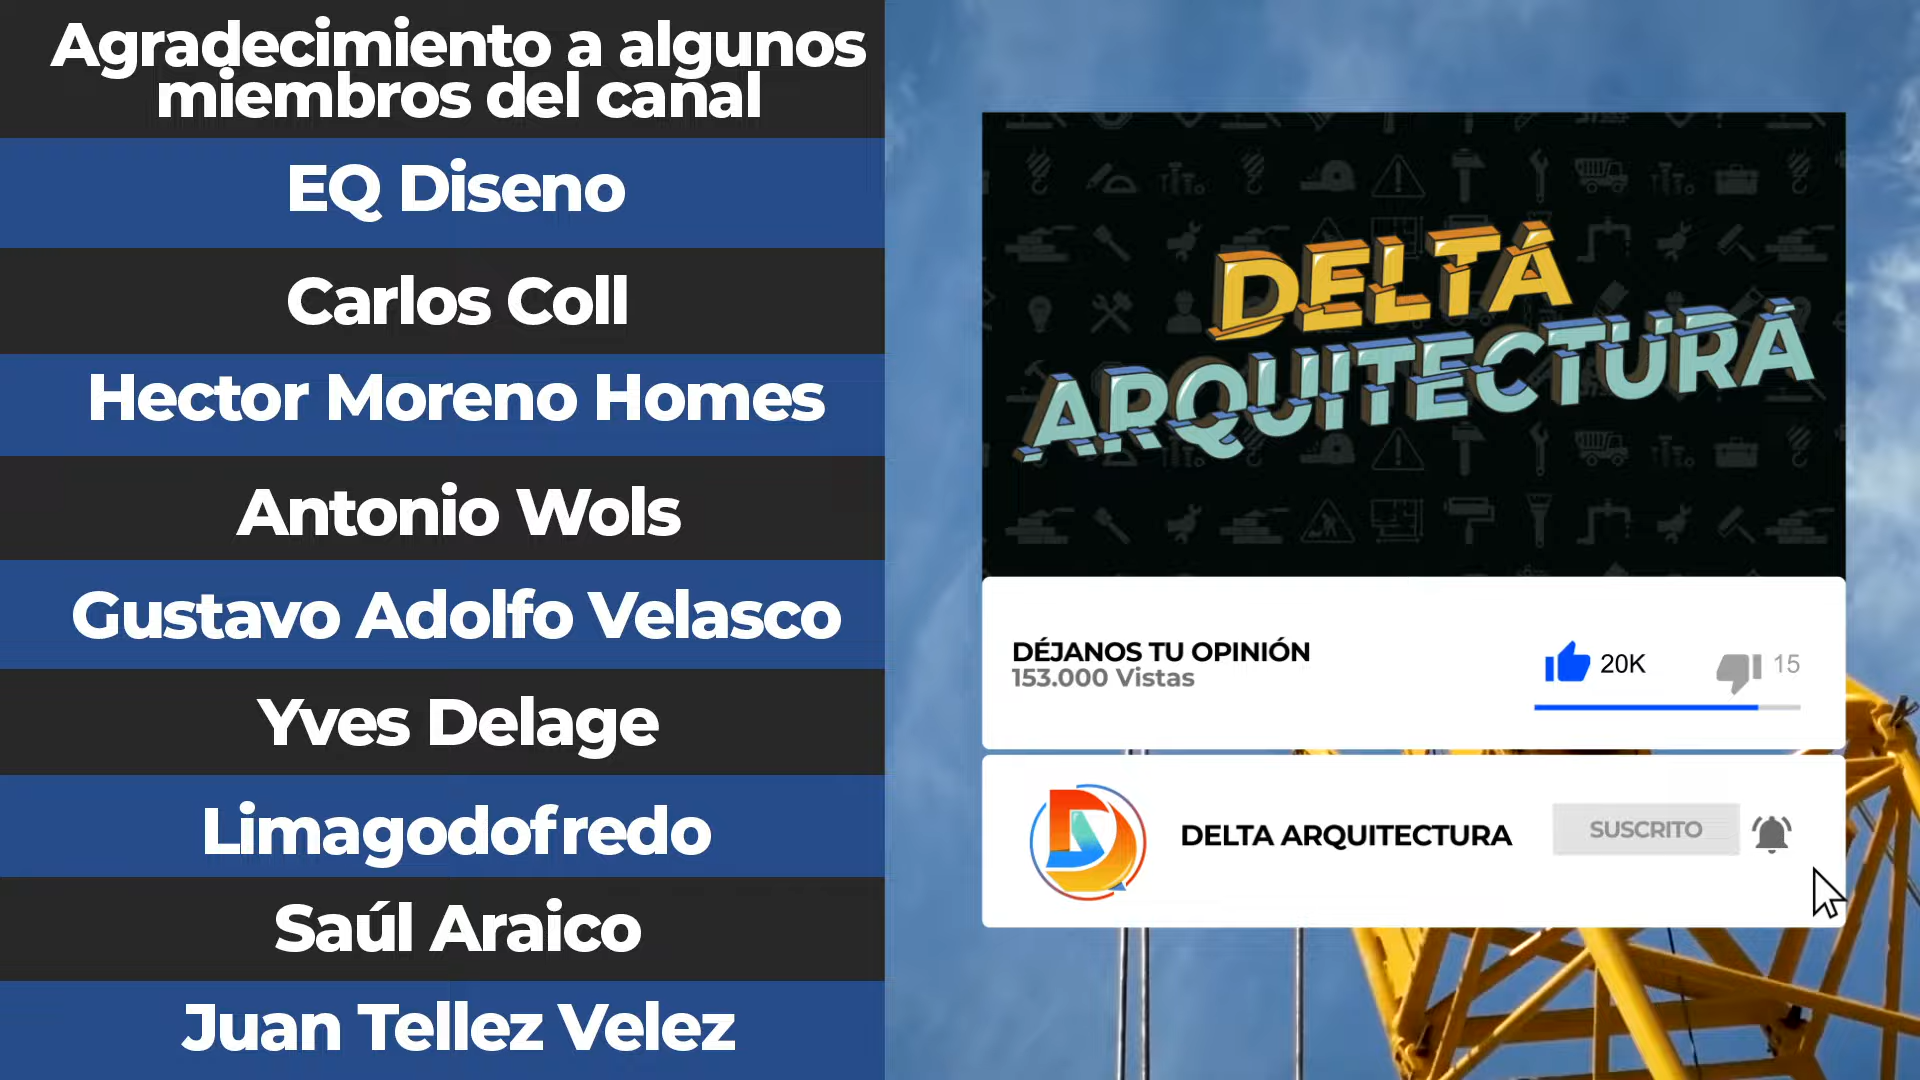 Agradecimiento a algunos
miembros del canal
EQ Diseno
Carlos Coll
Hector Moreno Homes
Antonio Wols
Gustavo Adolfo Velasco
Yves Delage
Limagodofredo
Saúl Araico
Juan Tellez Velez
DELTA
ARQUITECTURA
DÉJANOS TU OPINIÓN
153.000 Vistas
20K
15
DELTA ARQUITECTURA
SUSCRITO